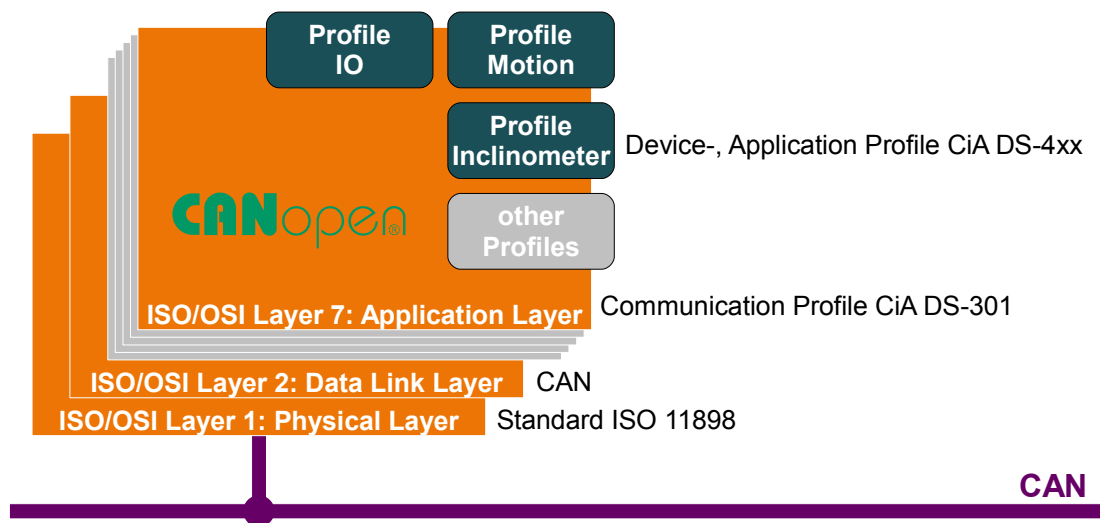 Profile
IO
Profile
Motion
Profile
Inclinometer
Device-, Application Profile CiA DS-4xx
CANopen®
other
Profiles
ISO/OSI Layer 7: Application Layer
Communication Profile CiA DS-301
ISO/OSI Layer 2: Data Link Layer
CAN
ISO/OSI Layer 1: Physical Layer
Standard ISO 11898
CAN